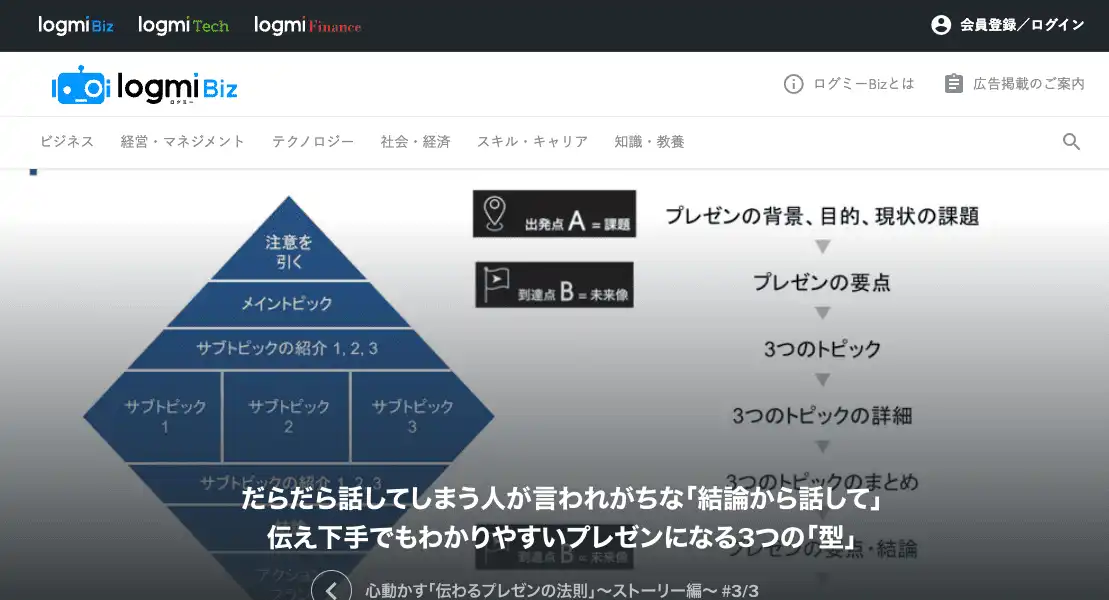 logmi Biz logmi Tech logmi Finance 会員登録／ログイン
logmi Biz
ログミー
ログミーBizとは 広告掲載のご案内
ビジネス 経営・マネジメント テクノロジー 社会・経済 スキル・キャリア 知識・教養
注意を
引く
メイントピック
サブトピックの紹介 1, 2, 3
サブトピック
1
サブトピック
2
サブトピック
3
サブトピックの紹介 1, 2, 3
アクション
出発点 A = 課題
到達点 B = 未来像
プレゼンの背景、目的、現状の課題
プレゼンの要点
3つのトピック
3つのトピックの詳細
3つのトピックのまとめ
到達点 B = 未来像
プレゼンの要点・結論
だらだら話してしまう人が言われがちな「結論から話して」
伝え下手でもわかりやすいプレゼンになる3つの「型」
心動かす「伝わるプレゼンの法則」～ストーリー編～ #3/3